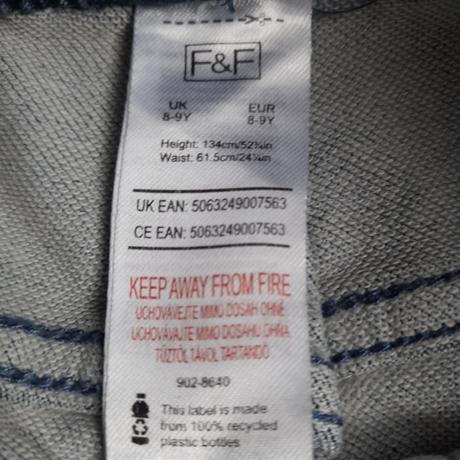 F&F
UK EUR
8-9Y 8-9Y
Height: 134cm/52¾in
Waist: 61.5cm/24¼in
UK EAN: 5063249007563
CE EAN: 5063249007563
KEEP AWAY FROM FIRE
UCHOVÁVEJTE MIMO DOSAH OHNĚ
UCHOVÁVAJTE MIMO DOSAHU OHŇA
TŰZTŐL TÁVOL TARTANDÓ
902-8640
This label is made
from 100% recycled
plastic bottles